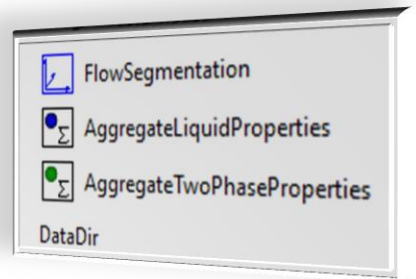 FlowSegmentation
AggregateLiquidProperties
AggregateTwoPhaseProperties
DataDir